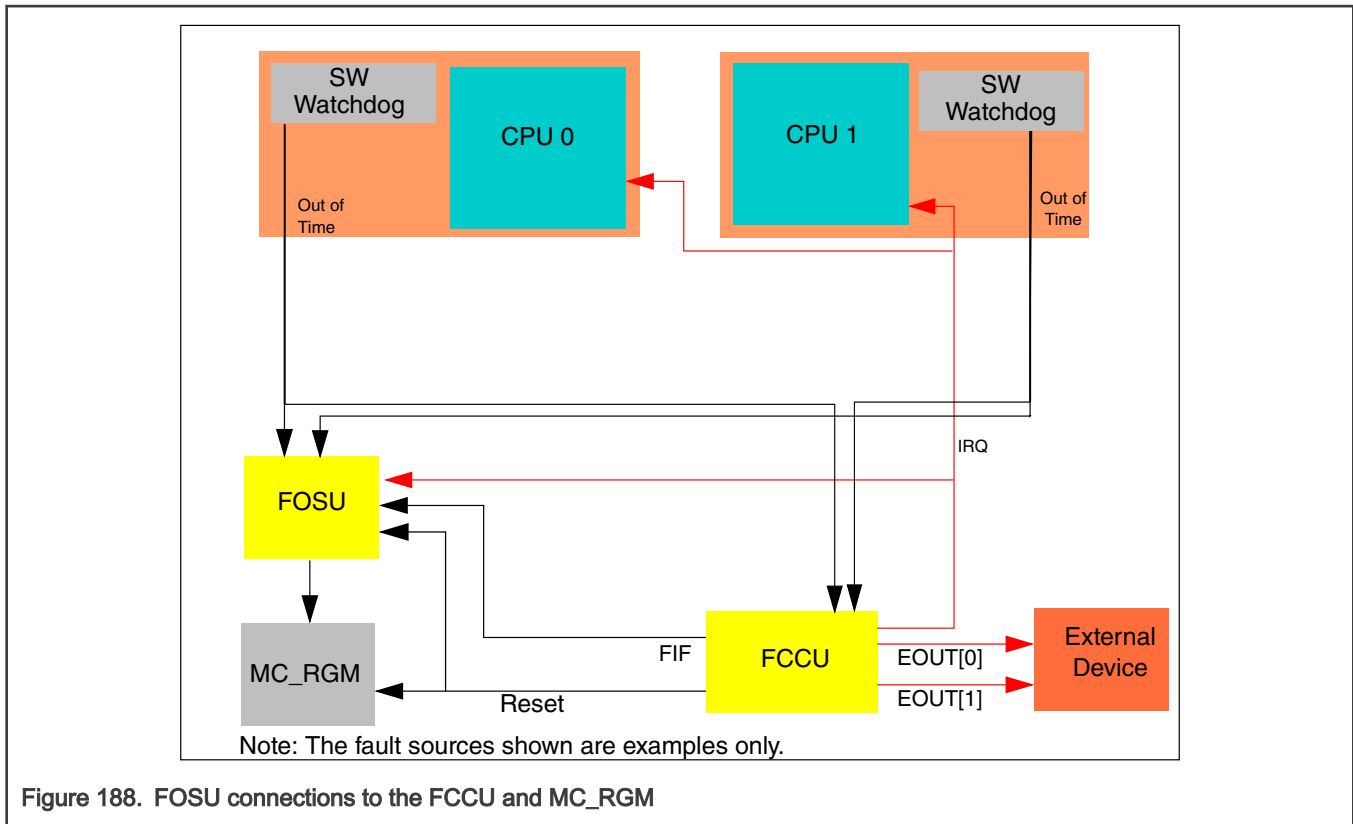 SW
Watchdog
CPU 0
Out of
Time
CPU 1
SW
Watchdog
Out of
Time
IRQ
FOSU
MC_RGM
FIF
Reset
FCCU
EOUT[0]
EOUT[1]
External
Device
Note: The fault sources shown are examples only.
Figure 188. FOSU connections to the FCCU and MC_RGM